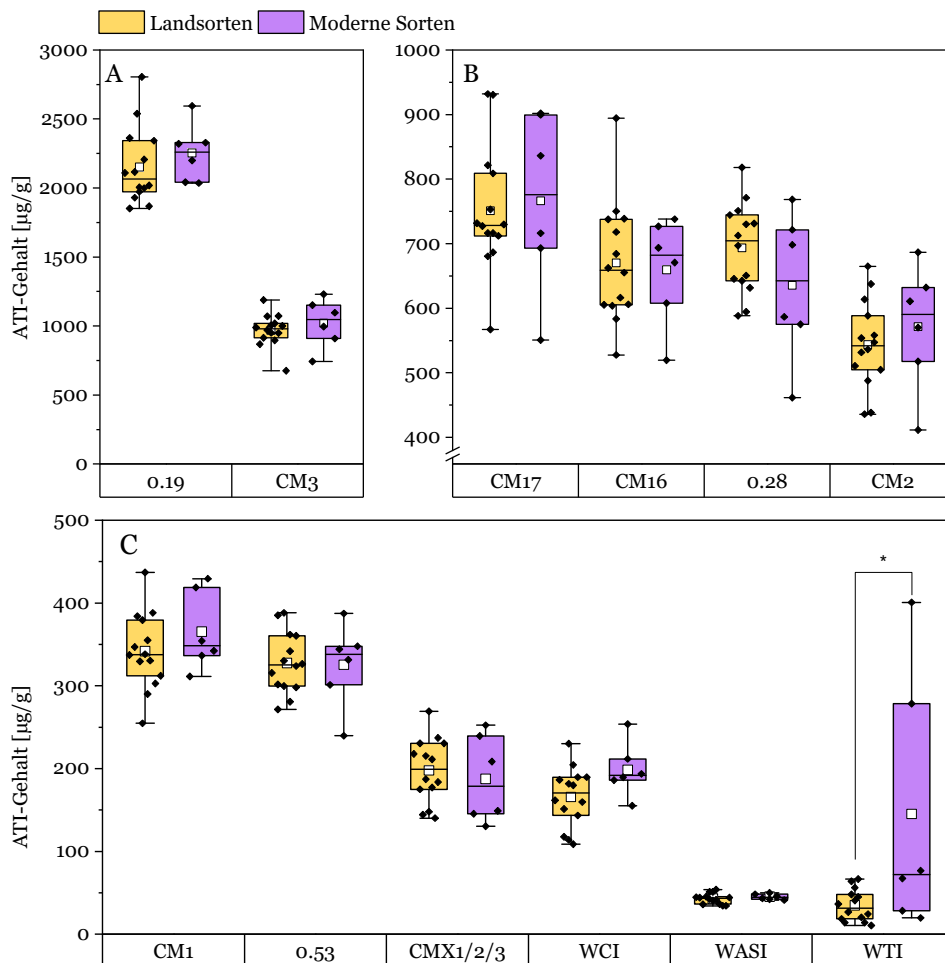 Landsorten Moderne Sorten
A
ATI-Gehalt [µg/g]
3000
2500
2000
1500
1000
500
0
0.19 CM3
B
1000
900
800
700
600
500
400
CM17 CM16 0.28 CM2
C
ATI-Gehalt [µg/g]
500
400
300
200
100
0
*
CM1 0.53 CMX1/2/3 WCI WASI WTI